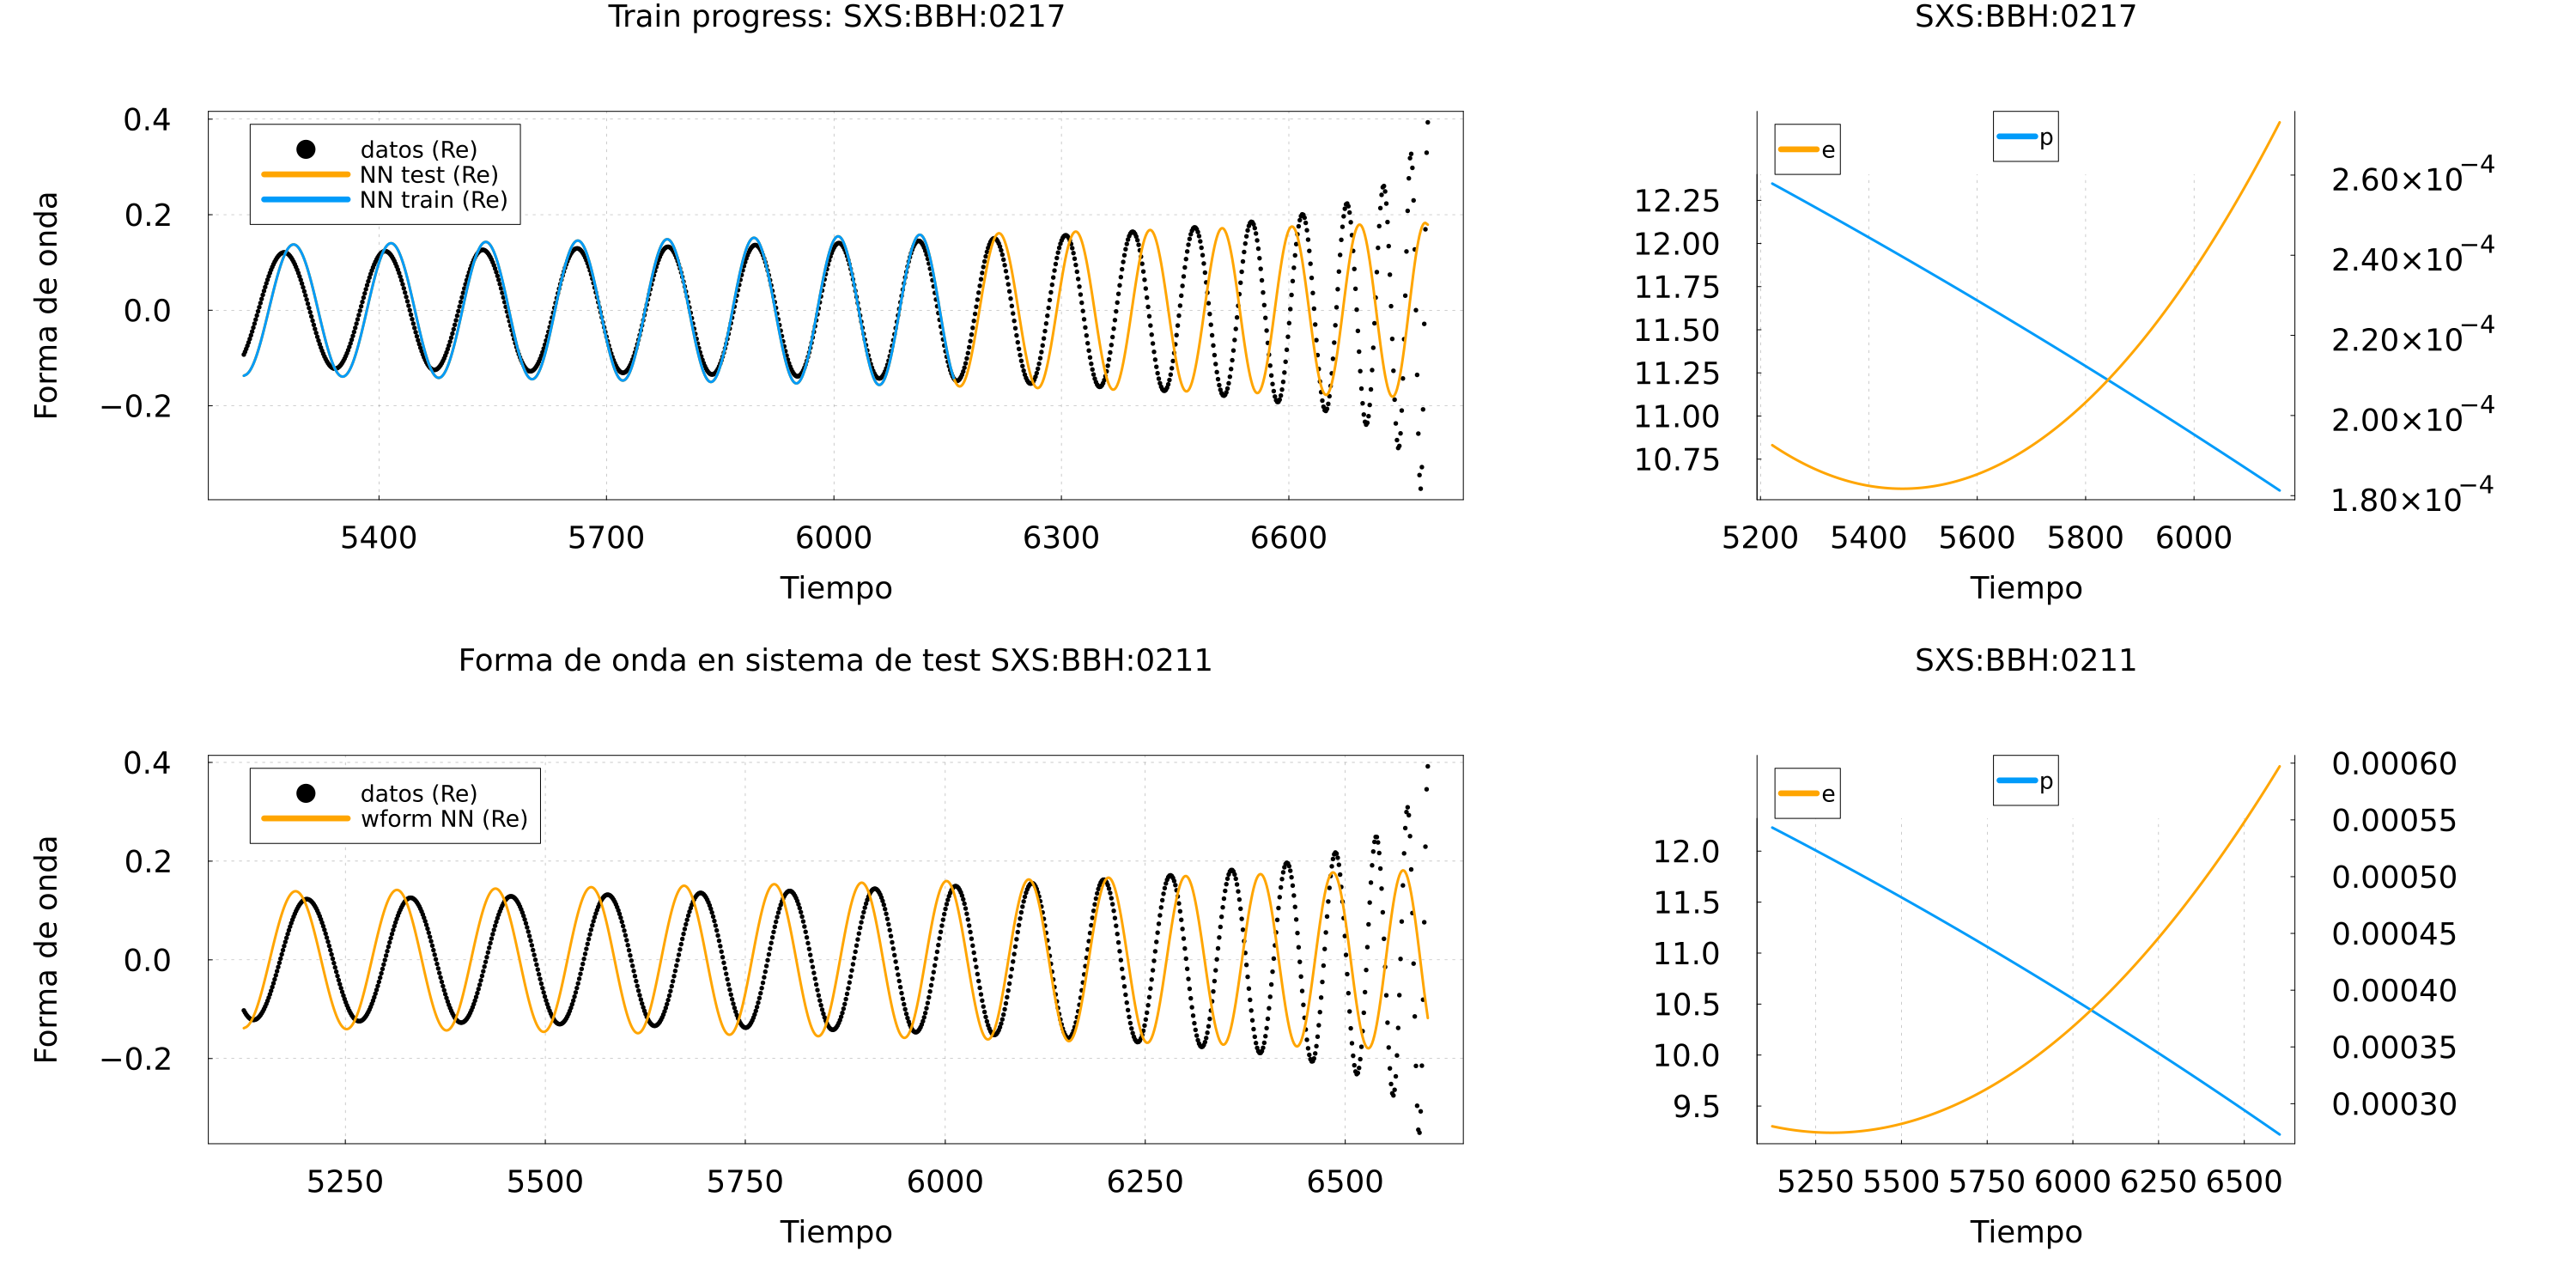 Train progress: SXS:BBH:0217
Forma de onda
0.4
0.2
0.0
−0.2
datos (Re)
NN test (Re)
NN train (Re)
5400 5700 6000 6300 6600
Tiempo
SXS:BBH:0217
e
p
12.25
12.00
11.75
11.50
11.25
11.00
10.75
2.60×10⁻⁴
2.40×10⁻⁴
2.20×10⁻⁴
2.00×10⁻⁴
1.80×10⁻⁴
5200 5400 5600 5800 6000
Tiempo
Forma de onda en sistema de test SXS:BBH:0211
Forma de onda
0.4
0.2
0.0
−0.2
datos (Re)
wform NN (Re)
5250 5500 5750 6000 6250 6500
Tiempo
SXS:BBH:0211
e
p
12.0
11.5
11.0
10.5
10.0
9.5
0.00060
0.00055
0.00050
0.00045
0.00040
0.00035
0.00030
5250 5500 5750 6000 6250 6500
Tiempo